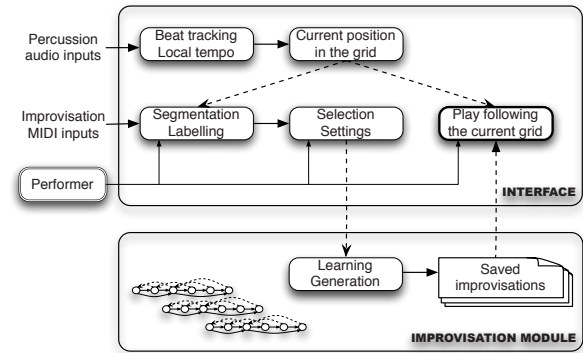 Percussion
audio inputs
Beat tracking
Local tempo
Current position
in the grid
Improvisation
MIDI inputs
Segmentation
Labelling
Selection
Settings
Play following
the current grid
Performer
INTERFACE
Learning
Generation
Saved
improvisations
IMPROVISATION MODULE